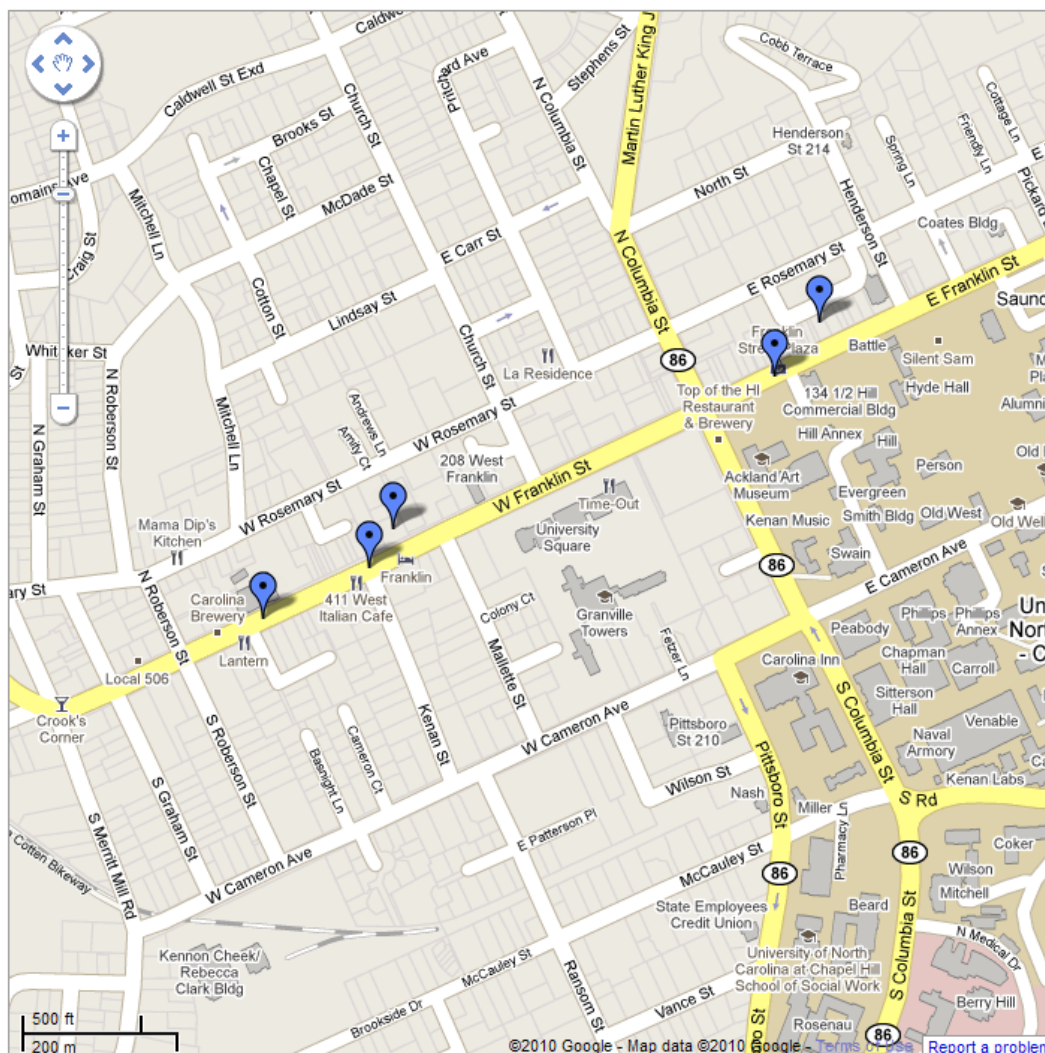 Caldwell St Exd
Brooks St
Church St
Pritchard Ave
N Columbia St
Stephens St
Martin Luther King J
Cobb Terrace
Henderson
St 214
Cottage Ln
Friendly Ln
Spring Ln
Pickard
Chapel St
McDade St
Mitchell Ln
omains Ave
Craig St
North St
Henderson St
E Carr St
N Columbia St
Coates Bldg
E Rosemary St
E Franklin St
Cotton St
Lindsay St
Church St
Franklin
Street Plaza
Battle
Silent Sam
Saund
Whitaker St
St
N Roberson St
La Residence
86
Top of the Hi
Restaurant
& Brewery
134 1/2 Hill
Commercial Bldg
Hyde Hall
Alumni
Mitchell Ln
Andrews Ln
Amity Ct
W Rosemary St
N Graham St
208 West
Franklin
W Franklin St
Hill Annex
Hill
Person
Old
Ackland Art
Museum
Evergreen
Time-Out
Kenan Music
Smith Bldg
Old West
Old Well
W Rosemary St
Mama Dip's
Kitchen
University
Square
Swain
E Cameron Ave
Franklin
86
ary St
N Roberson St
Carolina
Brewery
411 West
Italian Cafe
Colony Ct
Granville
Towers
Phillips
Phillips
Annex
Un
Nor
- C
Peabody
Lantern
Local 506
Mallette St
Fetzer Ln
Carolina Inn
Chapman
Hall
Carroll
Sitterson
Hall
Crook's
Corner
S Roberson St
Kenan St
W Cameron Ave
Pittsboro
St 210
S Columbia St
Venable
Naval
Armory
Cameron Ct
Basnight Ln
Wilson St
Pittsboro St
Kenan Labs
Nash
Miller
S Rd
S Graham St
S Merritt Mill Rd
E Patterson Pl
Pharmacy Ln
Coker
a Cotten Bikeway
W Cameron Ave
McCauley St
86
86
Wilson
Mitchell
State Employees
Credit Union
Beard
Kennon Cheek/
Rebecca
Clark Bldg
McCauley St
Ransom St
University of North
Carolina at Chapel Hill
School of Social Work
S Columbia St
N Medical Dr
Brookside Dr
Vance St
Berry Hill
Rosenau
86
oro St
500 ft
200 m
©2010 Google - Map data ©2010 Google - Terms of Use
Report a problem